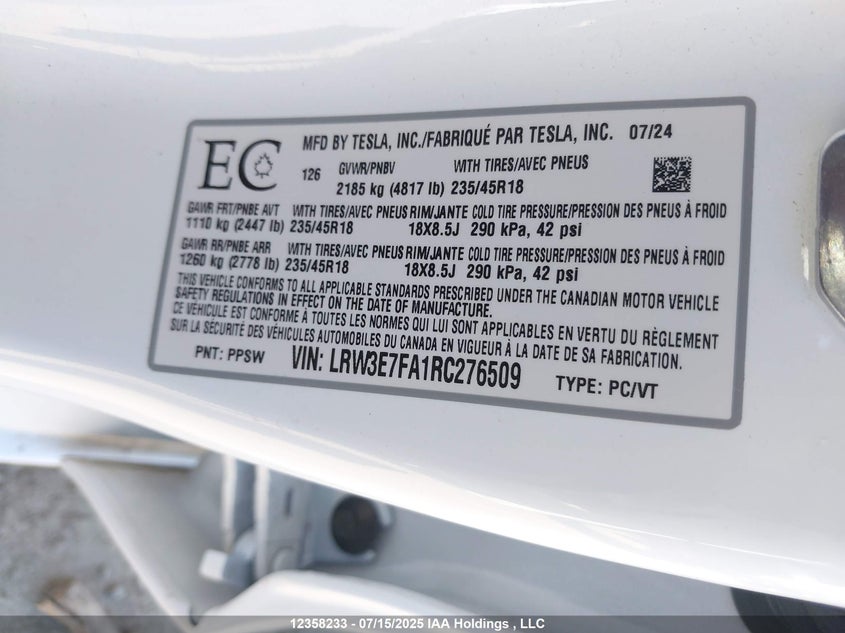 EC
MFD BY TESLA, INC./FABRIQUÉ PAR TESLA, INC. 07/24
126 GVWR/PNBV WITH TIRES/AVEC PNEUS
2185 kg (4817 lb) 235/45R18
GAWR FRT/PNBE AVT WITH TIRES/AVEC PNEUS RIM/JANTE COLD TIRE PRESSURE/PRESSION DES PNEUS À FROID
1110 kg (2447 lb) 235/45R18 18X8.5J 290 kPa, 42 psi
GAWR RR/PNBE ARR WITH TIRES/AVEC PNEUS RIM/JANTE COLD TIRE PRESSURE/PRESSION DES PNEUS À FROID
1260 kg (2778 lb) 235/45R18 18X8.5J 290 kPa, 42 psi
THIS VEHICLE CONFORMS TO ALL APPLICABLE STANDARDS PRESCRIBED UNDER THE CANADIAN MOTOR VEHICLE
SAFETY REGULATIONS IN EFFECT ON THE DATE OF MANUFACTURE.
CE VÉHICULE EST CONFORME À TOUTES LES NORMES QUI LUI SONT APPLICABLES EN VERTU DU RÈGLEMENT
SUR LA SÉCURITÉ DES VÉHICULES AUTOMOBILES DU CANADA EN VIGUEUR À LA DATE DE SA FABRICATION.
PNT: PPSW VIN: LRW3E7FA1RC276509 TYPE: PC/VT
12358233 - 07/15/2025 IAA Holdings , LLC